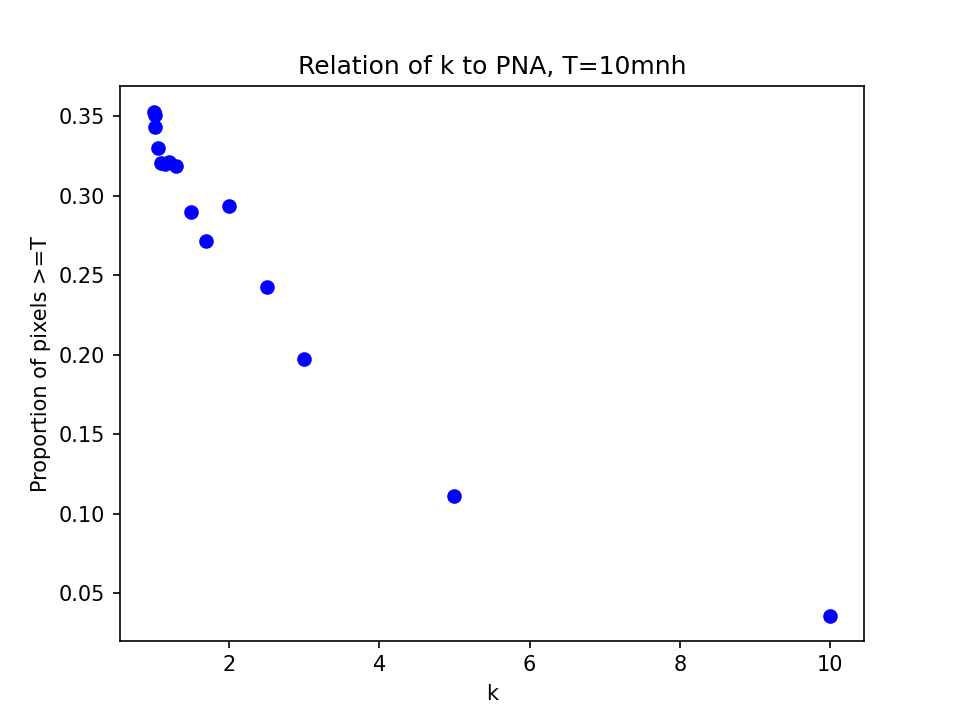 Relation of k to PNA, T=10mnh
Proportion of pixels >=T
0.35
0.30
0.25
0.20
0.15
0.10
0.05
2 4 6 8 10
k